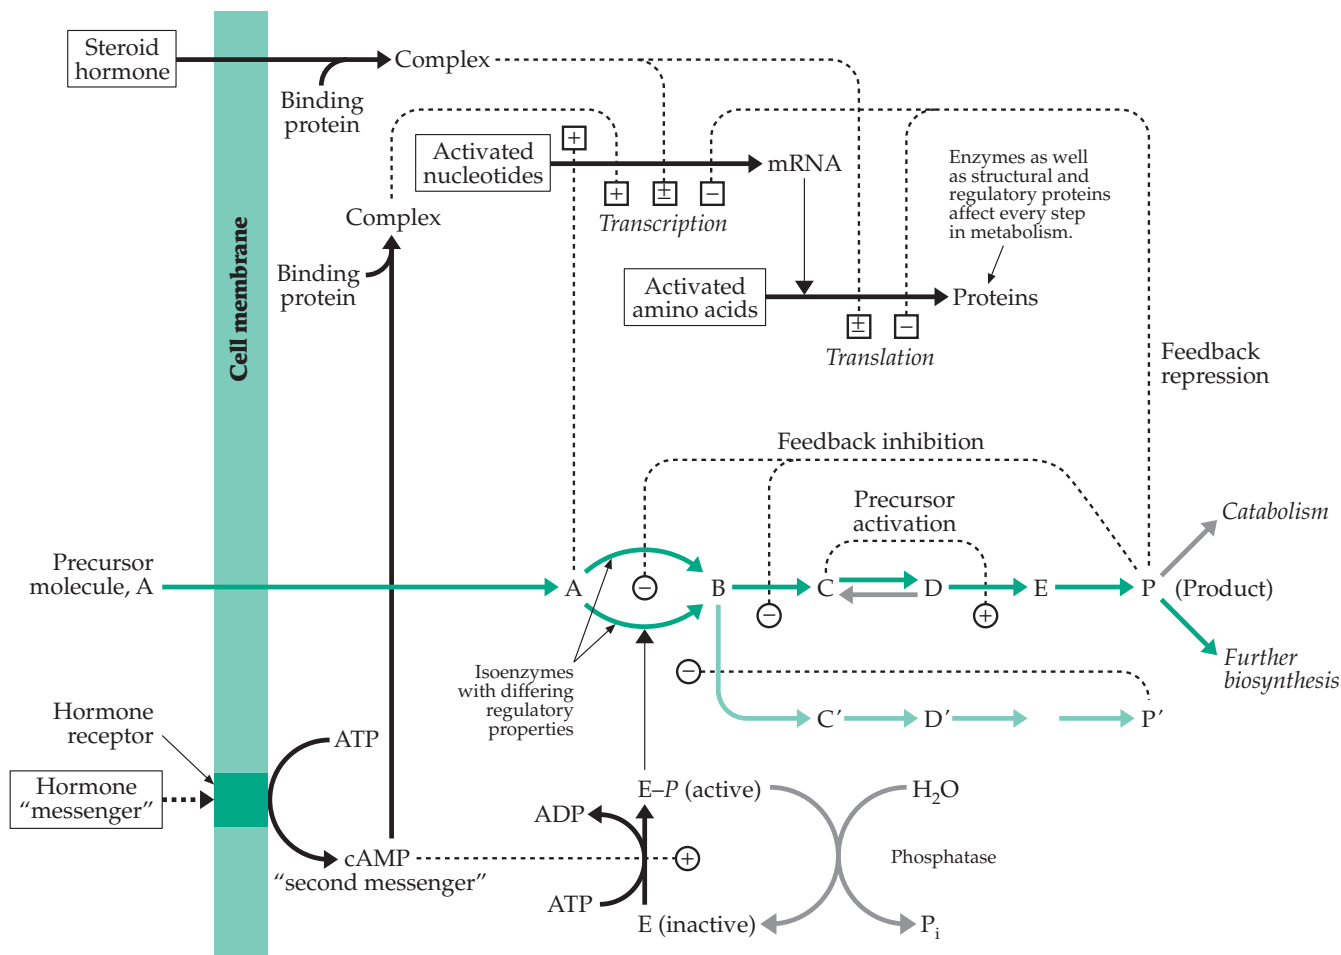 Steroid
hormone
Complex
Binding
protein
+
Activated
nucleotides
mRNA
+
±
−
Transcription
Enzymes as well
as structural and
regulatory proteins
affect every step
in metabolism.
Complex
Binding
protein
Cell membrane
Activated
amino acids
Proteins
±
−
Translation
Feedback
repression
Feedback inhibition
Precursor
activation
Catabolism
Precursor
molecule, A
A
−
B
−
C
D
+
E
P (Product)
Further
biosynthesis
Isoenzymes
with differing
regulatory
properties
−
C′
D′
P′
Hormone
receptor
ATP
Hormone
“messenger”
E–P (active)
H₂O
ADP
cAMP
“second messenger”
+
Phosphatase
ATP
E (inactive)
Pᵢ